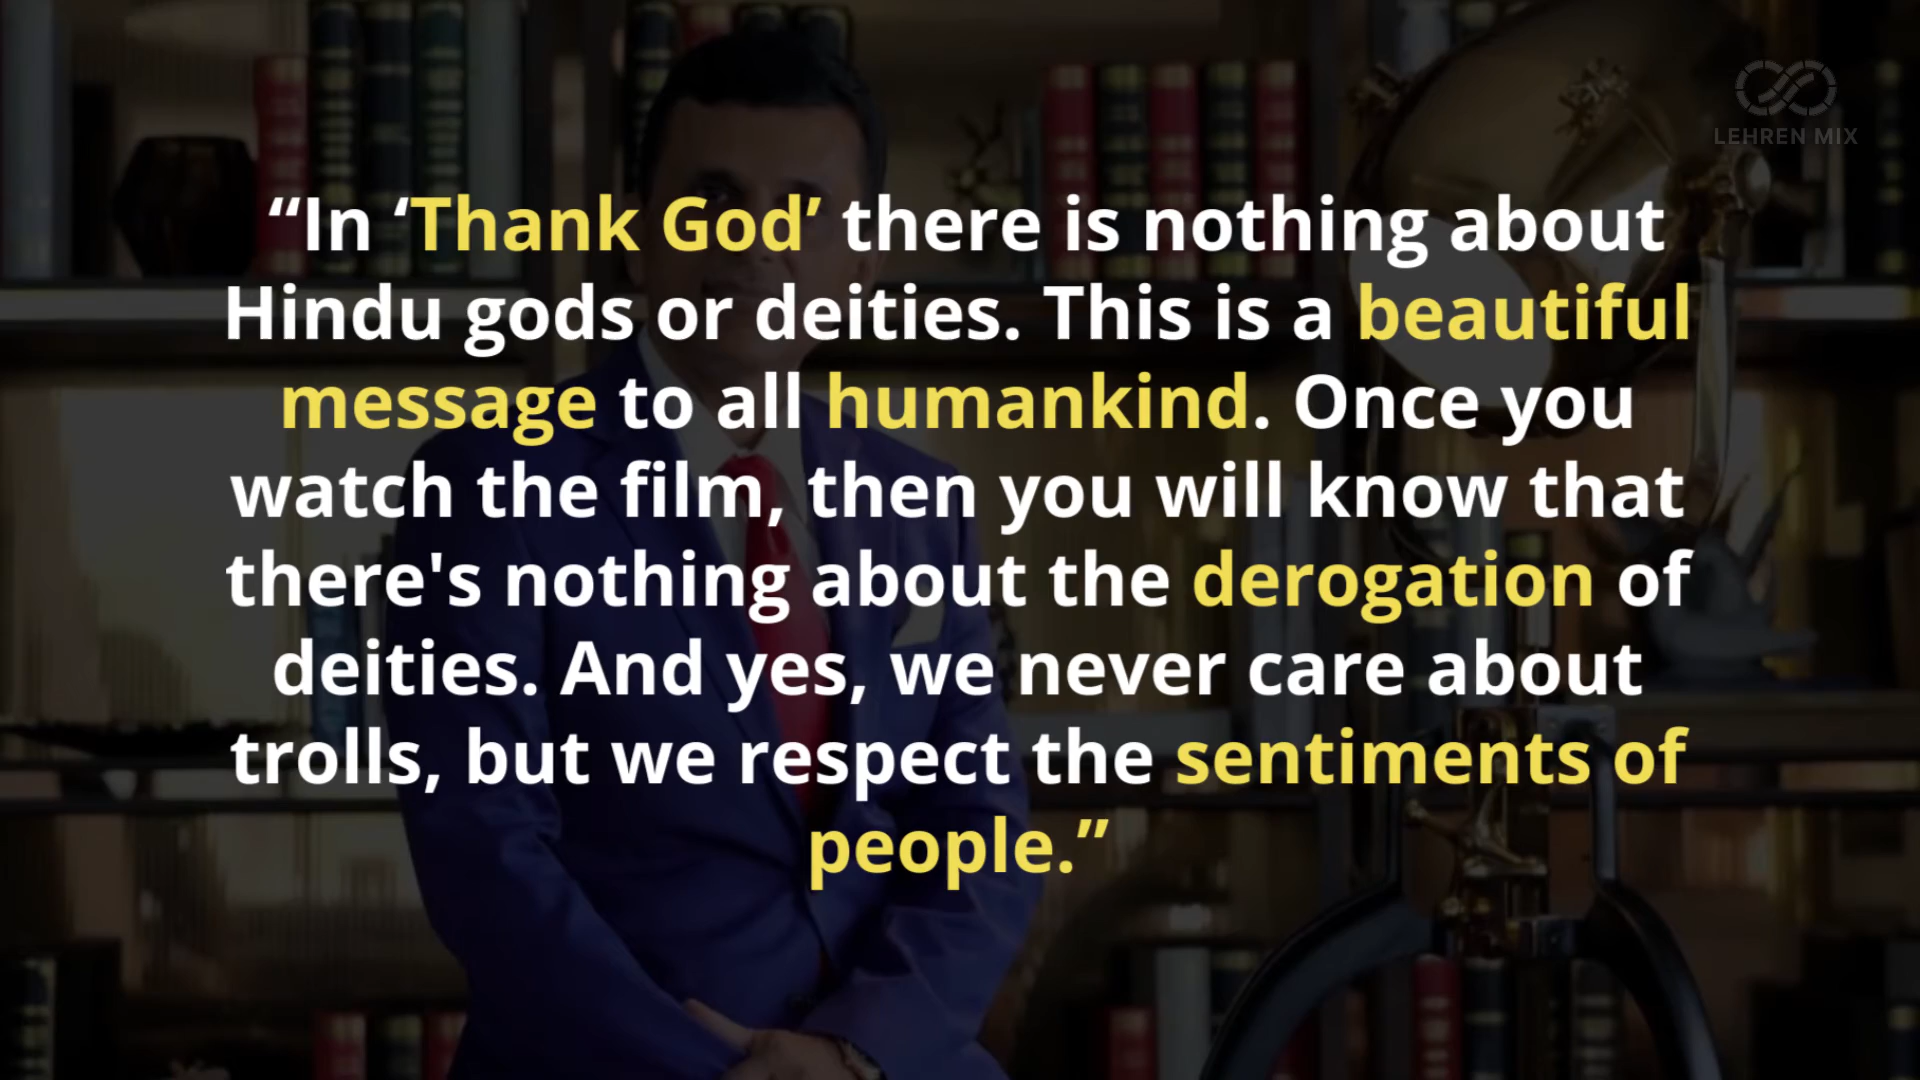 LEHREN MIX
“In ‘Thank God’ there is nothing about
Hindu gods or deities. This is a beautiful
message to all humankind. Once you
watch the film, then you will know that
there's nothing about the derogation of
deities. And yes, we never care about
trolls, but we respect the sentiments of
people.”